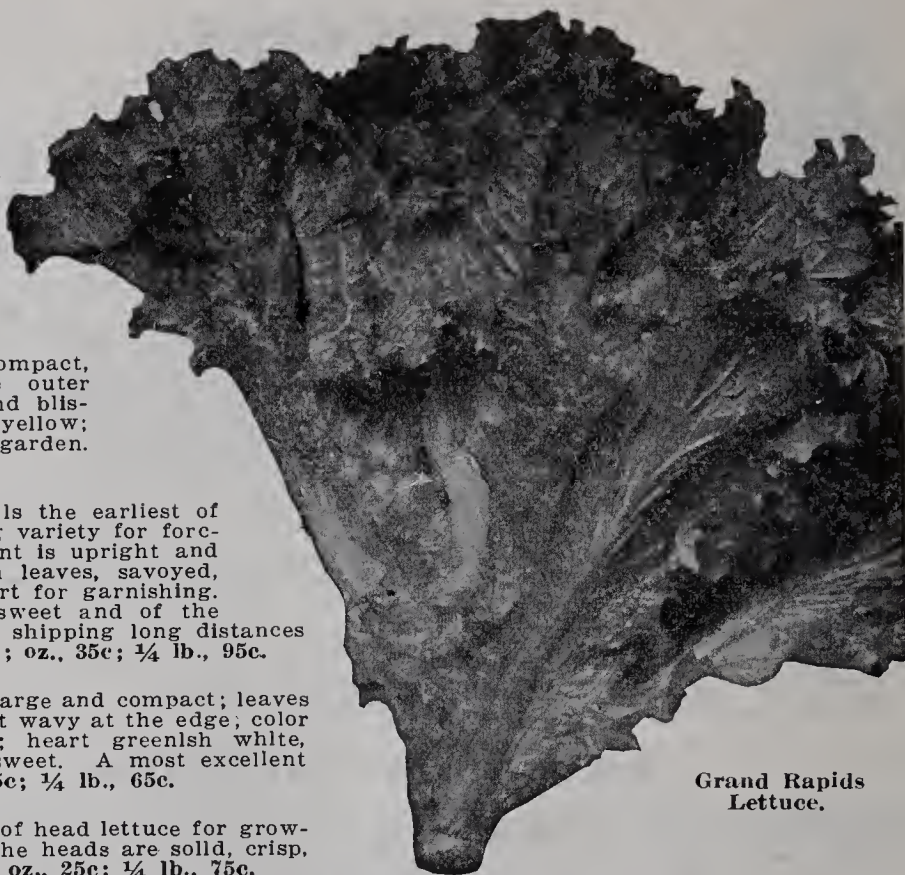 ompact,
outer
nd blis-
yellow;
garden.
ls the earliest of
variety for forc-
nt is upright and
leaves, savoyed,
rt for garnishing.
sweet and of the
shipping long distances
; oz., 35c; ¼ lb., 95c.
arge and compact; leaves
t wavy at the edge; color
; heart greenish white,
sweet. A most excellent
5c; ¼ lb., 65c.
of head lettuce for grow-
he heads are solid, crisp,
oz., 25c; ¼ lb., 75c.
Grand Rapids
Lettuce.